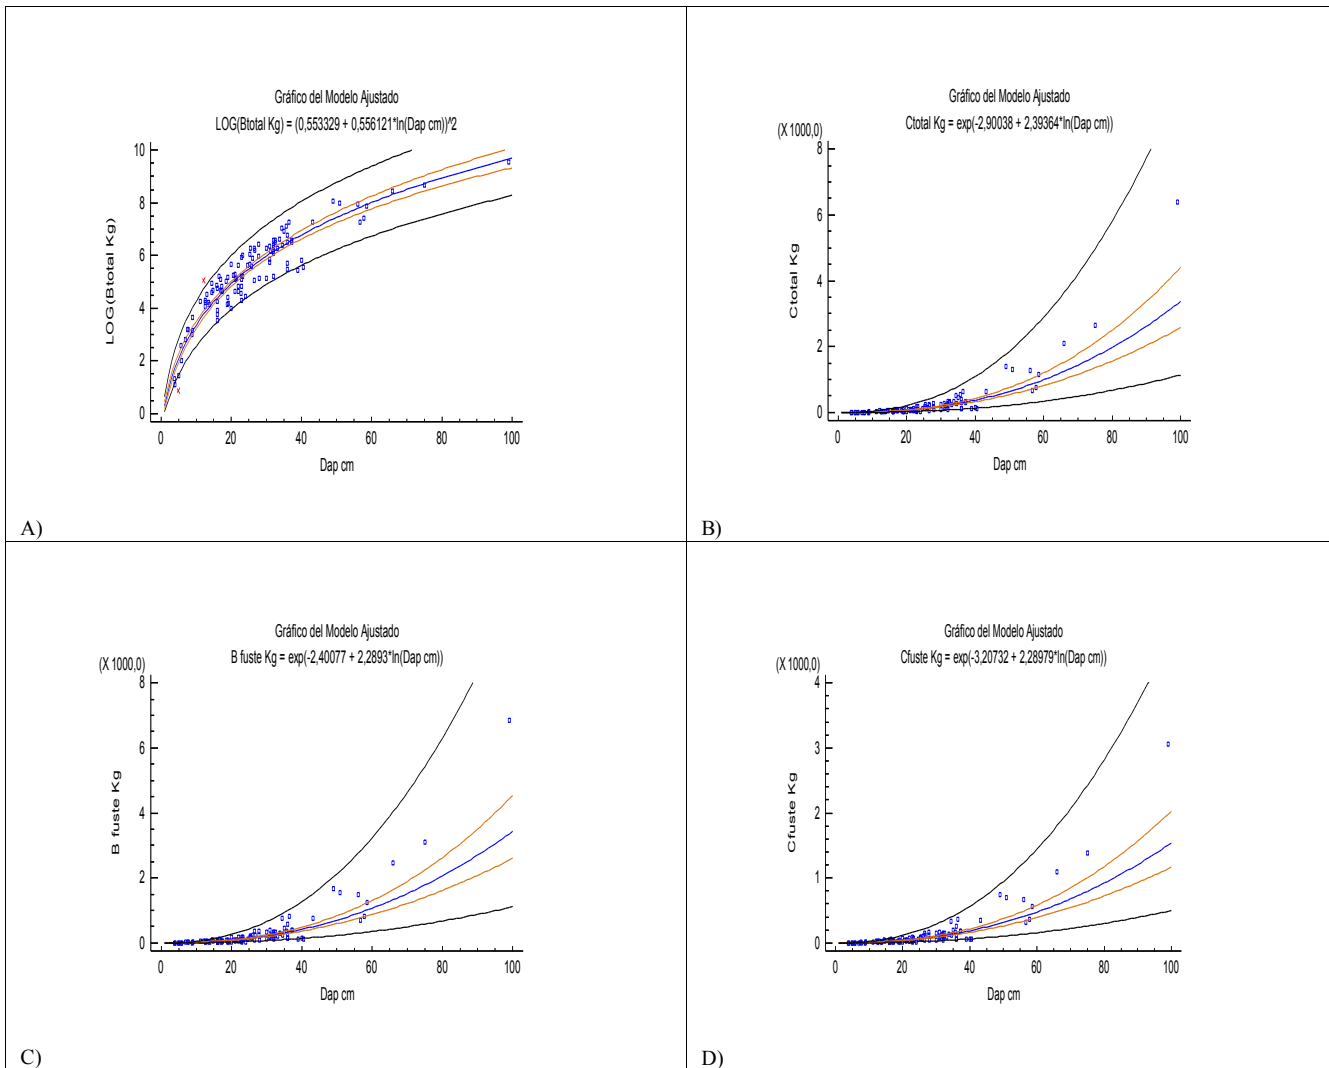 Gráfico del Modelo Ajustado
LOG(Btotal Kg) = (0,553329 + 0,556121*ln(Dap cm))^2
10
8
6
4
2
0
LOG(Btotal Kg)
0 20 40 60 80 100
Dap cm
A)
Gráfico del Modelo Ajustado
Ctotal Kg = exp(-2,90038 + 2,39364*ln(Dap cm))
(X 1000,0)
8
6
4
2
0
Ctotal Kg
0 20 40 60 80 100
Dap cm
B)
Gráfico del Modelo Ajustado
B fuste Kg = exp(-2,40077 + 2,2893*ln(Dap cm))
(X 1000,0)
8
6
4
2
0
B fuste Kg
0 20 40 60 80 100
Dap cm
C)
Gráfico del Modelo Ajustado
Cfuste Kg = exp(-3,20732 + 2,28979*ln(Dap cm))
(X 1000,0)
4
3
2
1
0
Cfuste Kg
0 20 40 60 80 100
Dap cm
D)